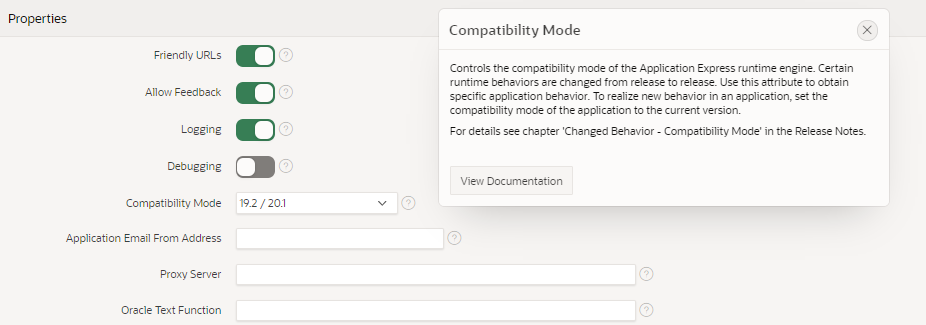 Properties
Friendly URLs ?
Allow Feedback ?
Logging ?
Debugging ?
Compatibility Mode 19.2 / 20.1 ?
Application Email From Address ?
Proxy Server ?
Oracle Text Function ?
Compatibility Mode
Controls the compatibility mode of the Application Express runtime engine. Certain
runtime behaviors are changed from release to release. Use this attribute to obtain
specific application behavior. To realize new behavior in an application, set the
compatibility mode of the application to the current version.
For details see chapter 'Changed Behavior - Compatibility Mode' in the Release Notes.
View Documentation